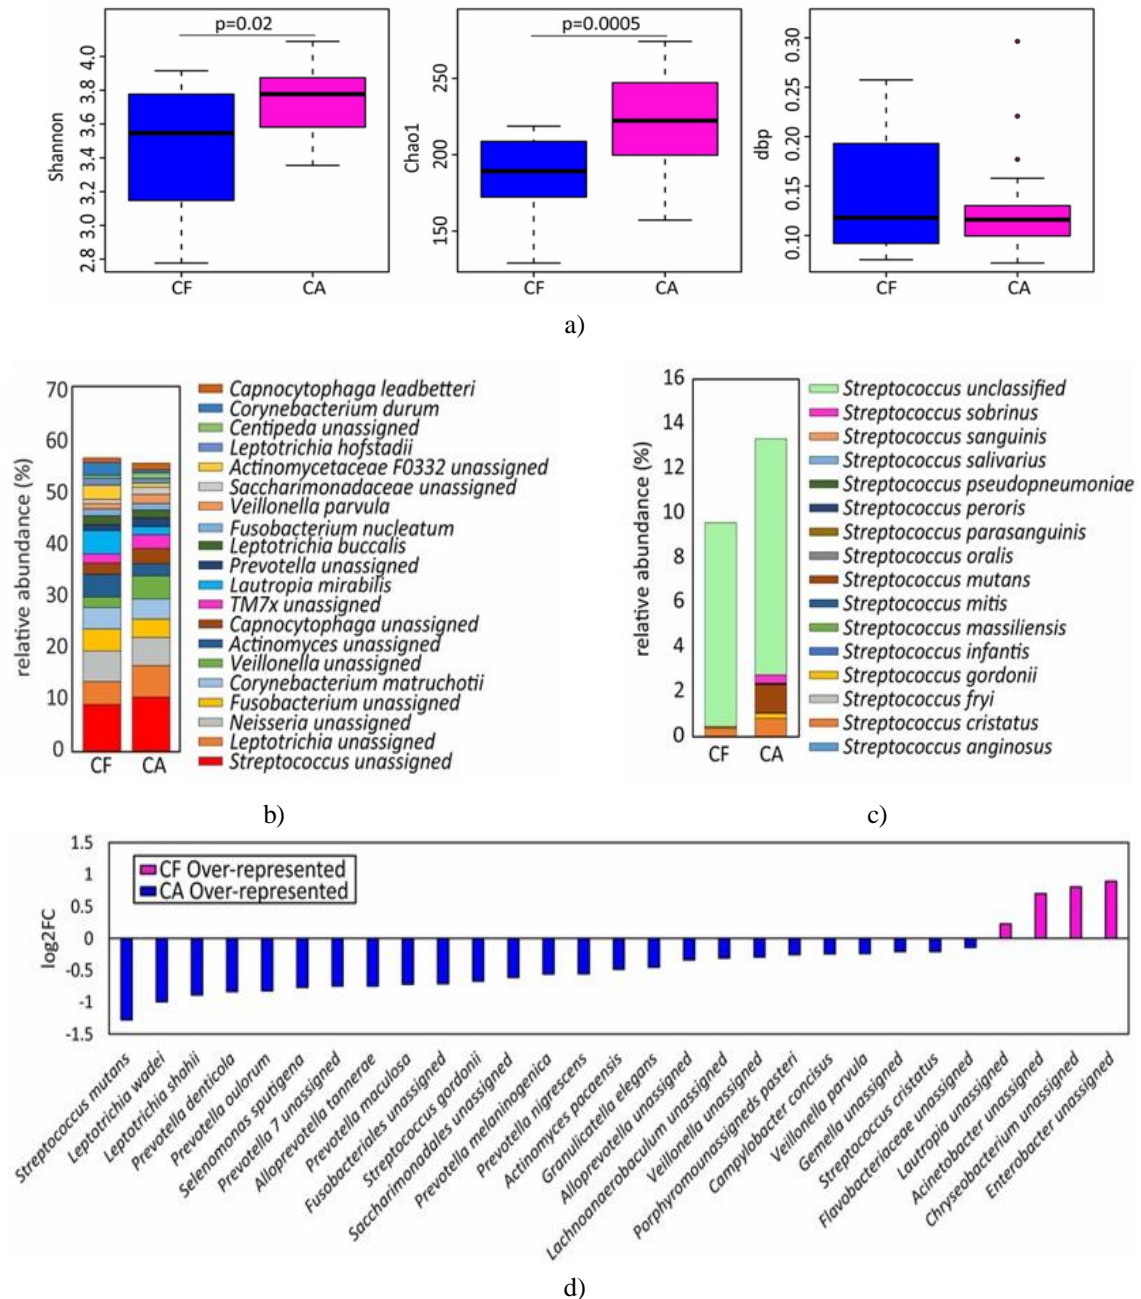 p=0.02
Shannon
4.0
3.8
3.6
3.4
3.2
3.0
2.8
CF
CA
p=0.0005
Chao1
250
200
150
CF
CA
dbp
0.30
0.25
0.20
0.15
0.10
CF
CA
a)
relative abundance (%)
70
60
50
40
30
20
10
0
CF
CA
Capnocytophaga leadbetteri
Corynebacterium durum
Centipeda unassigned
Leptotrichia hofstadii
Actinomycetaceae F0332 unassigned
Saccharimonadaceae unassigned
Veillonella parvula
Fusobacterium nucleatum
Leptotrichia buccalis
Prevotella unassigned
Lautropia mirabilis
TM7x unassigned
Capnocytophaga unassigned
Actinomyces unassigned
Veillonella unassigned
Corynebacterium matruchotii
Fusobacterium unassigned
Neisseria unassigned
Leptotrichia unassigned
Streptococcus unassigned
b)
relative abundance (%)
16
14
12
10
8
6
4
2
0
CF
CA
Streptococcus unclassified
Streptococcus sobrinus
Streptococcus sanguinis
Streptococcus salivarius
Streptococcus pseudopneumoniae
Streptococcus peroris
Streptococcus parasanguinis
Streptococcus oralis
Streptococcus mutans
Streptococcus mitis
Streptococcus massiliensis
Streptococcus infantis
Streptococcus gordonii
Streptococcus fryi
Streptococcus cristatus
Streptococcus anginosus
c)
log2FC
1.5
1
0.5
0
-0.5
-1
-1.5
CF Over-represented
CA Over-represented
Streptococcus mutans
Leptotrichia wadei
Leptotrichia shahii
Prevotella denticola
Prevotella oulorum
Selenomonas sputigena
Prevotella 7 unassigned
Alloprevotella tannerae
Prevotella maculosa
Fusobacteriales unassigned
Streptococcus gordonii
Saccharimonadales unassigned
Prevotella melaninogenica
Prevotella nigrescens
Actinomyces pacaensis
Granulicatella elegans
Alloprevotella unassigned
Lachnoanaerobaculum unassigned
Veillonella unassigned
Porphyromounassigneds pasteri
Campylobacter concisus
Veillonella parvula
Gemella unassigned
Streptococcus cristatus
Flavobacteriaceae unassigned
Lautropia unassigned
Acinetobacter unassigned
Chryseobacterium unassigned
Enterobacter unassigned
d)